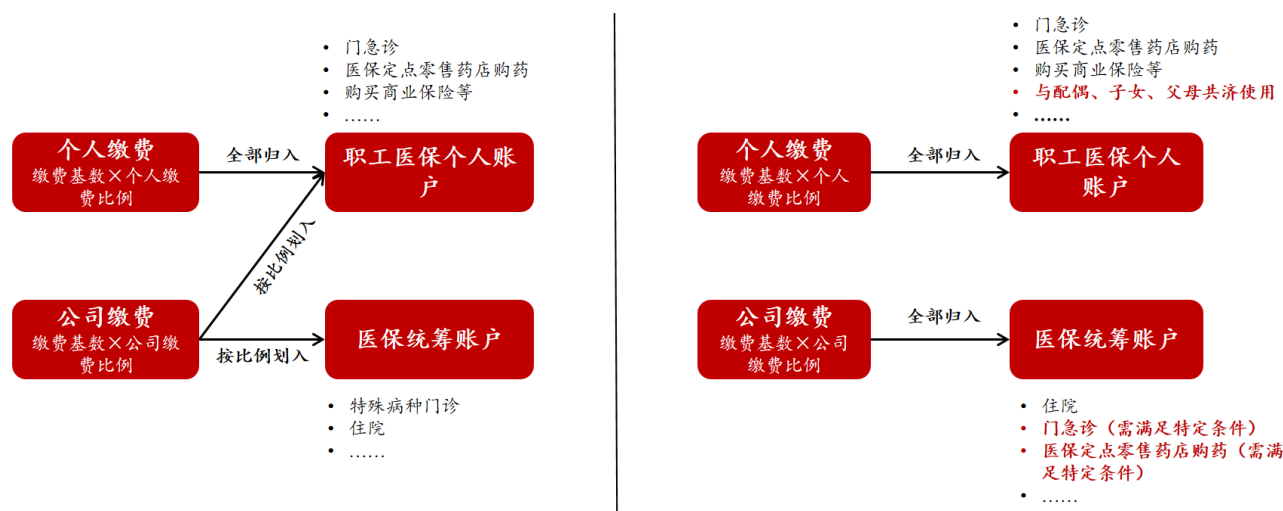 • 门急诊
• 医保定点零售药店购药
• 购买商业保险等
• ……
个人缴费
缴费基数×个人缴
费比例
全部归入
职工医保个人账
户
按比例划入
公司缴费
缴费基数×公司缴
费比例
按比例划入
医保统筹账户
• 特殊病种门诊
• 住院
• ……
• 门急诊
• 医保定点零售药店购药
• 购买商业保险等
• 与配偶、子女、父母共济使用
• ……
个人缴费
缴费基数×个人
缴费比例
全部归入
职工医保个人
账户
公司缴费
缴费基数×公司
缴费比例
全部归入
医保统筹账户
• 住院
• 门急诊（需满足特定条件）
• 医保定点零售药店购药（需满
足特定条件）
• ……